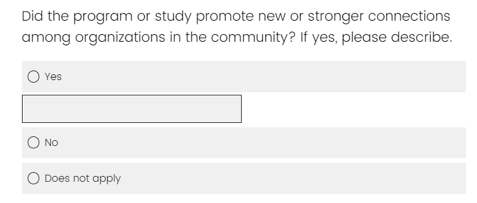 Did the program or study promote new or stronger connections
among organizations in the community? If yes, please describe.
Yes
No
Does not apply